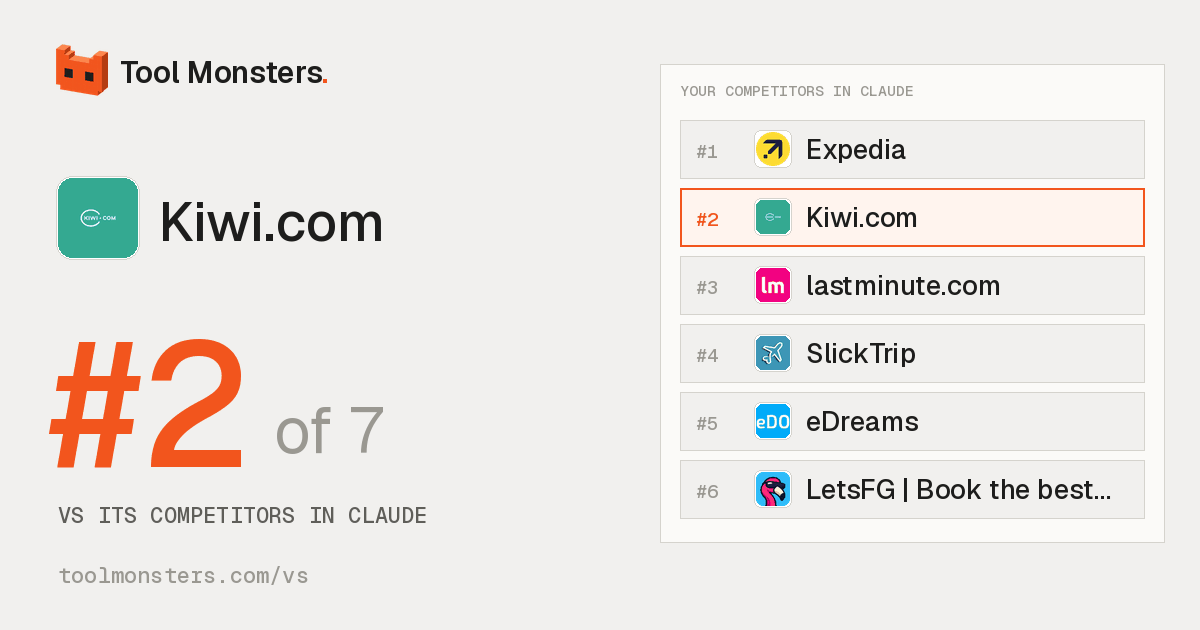 Tool Monsters.
KIWI•COM
Kiwi.com
#2 of 7
VS ITS COMPETITORS IN CLAUDE
toolmonsters.com/vs
YOUR COMPETITORS IN CLAUDE
#1 Expedia
#2 Kiwi.com
#3 lm lastminute.com
#4 SlickTrip
#5 eDO eDreams
#6 LetsFG | Book the best...